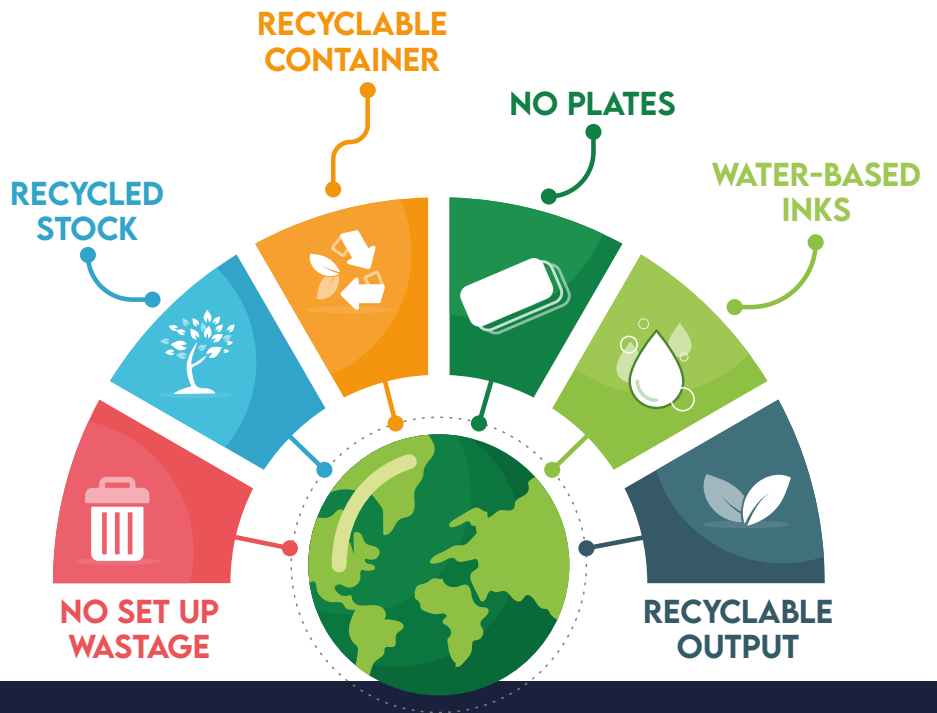 RECYCLABLE
CONTAINER
NO PLATES
WATER-BASED
INKS
RECYCLED
STOCK
NO SET UP
WASTAGE
RECYCLABLE
OUTPUT